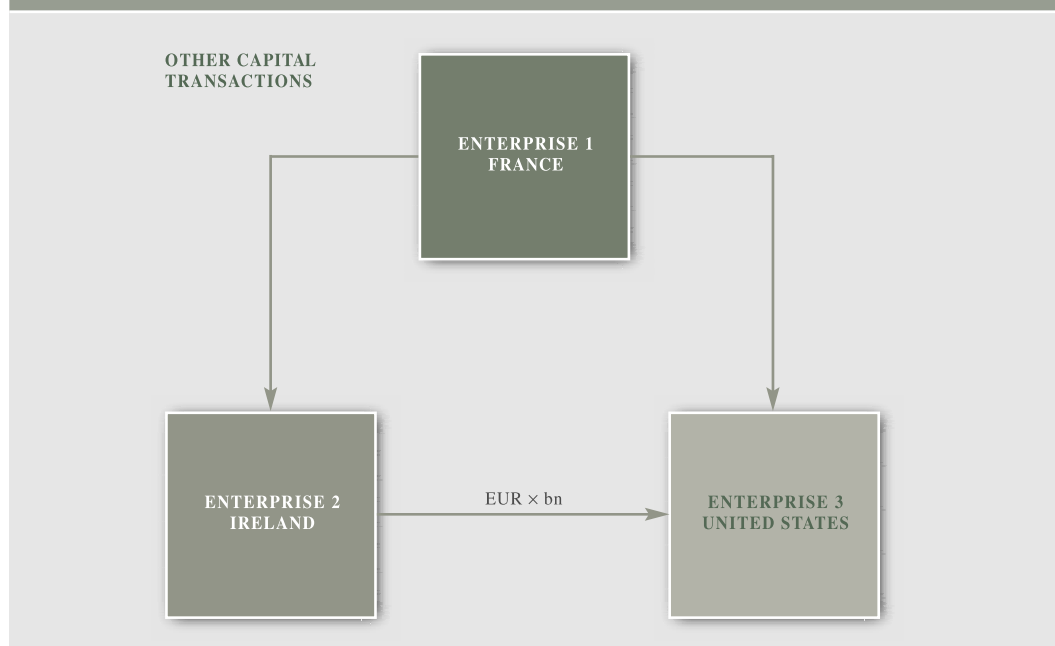 OTHER CAPITAL
TRANSACTIONS
ENTERPRISE 1
FRANCE
ENTERPRISE 2
IRELAND
EUR × bn
ENTERPRISE 3
UNITED STATES